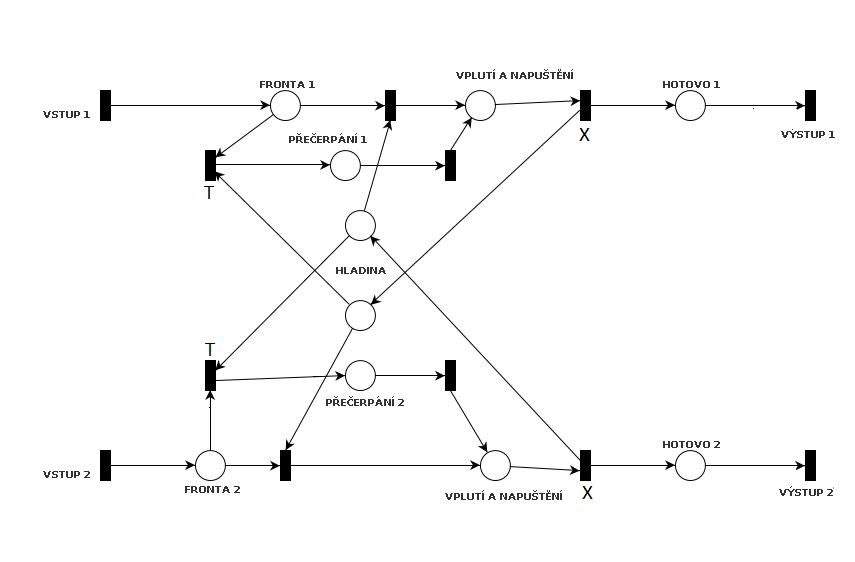 VPLUTÍ A NAPUŠTĚNÍ
FRONTA 1
HOTOVO 1
VSTUP 1
PŘEČERPÁNÍ 1
X
VÝSTUP 1
T
HLADINA
T
PŘEČERPÁNÍ 2
HOTOVO 2
VSTUP 2
FRONTA 2
VPLUTÍ A NAPUŠTĚNÍ
X
VÝSTUP 2